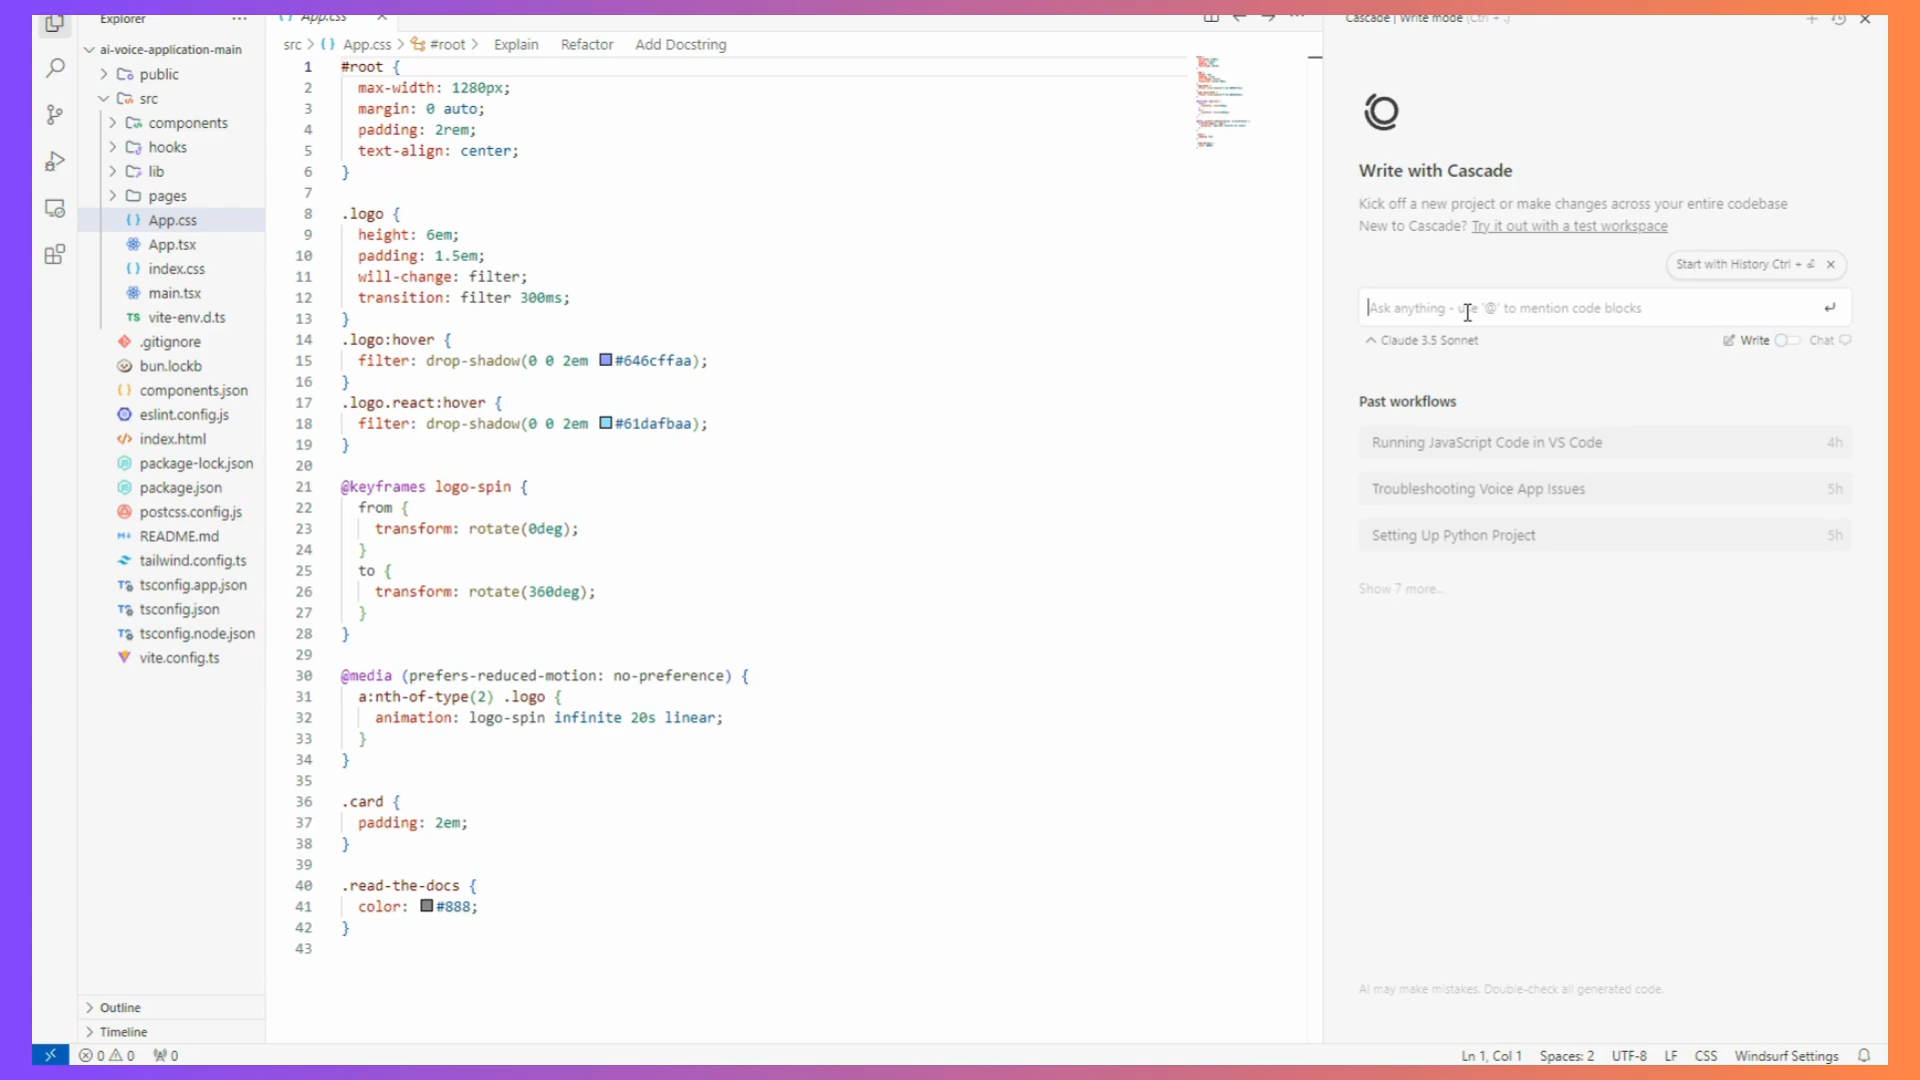 Explorer
ai-voice-application-main
public
src
components
hooks
lib
pages
App.css
App.tsx
index.css
main.tsx
TS vite-env.d.ts
.gitignore
bun.lockb
components.json
eslint.config.js
index.html
package-lock.json
package.json
postcss.config.js
README.md
tailwind.config.ts
tsconfig.app.json
tsconfig.json
tsconfig.node.json
vite.config.ts
Outline
Timeline
App.css
src > App.css > #root > Explain Refactor Add Docstring
1 #root {
2 max-width: 1280px;
3 margin: 0 auto;
4 padding: 2rem;
5 text-align: center;
6 }
7
8 .logo {
9 height: 6em;
10 padding: 1.5em;
11 will-change: filter;
12 transition: filter 300ms;
13 }
14 .logo:hover {
15 filter: drop-shadow(0 0 2em #646cffaa);
16 }
17 .logo.react:hover {
18 filter: drop-shadow(0 0 2em #61dafbaa);
19 }
20
21 @keyframes logo-spin {
22 from {
23 transform: rotate(0deg);
24 }
25 to {
26 transform: rotate(360deg);
27 }
28 }
29
30 @media (prefers-reduced-motion: no-preference) {
31 a:nth-of-type(2) .logo {
32 animation: logo-spin infinite 20s linear;
33 }
34 }
35
36 .card {
37 padding: 2em;
38 }
39
40 .read-the-docs {
41 color: #888;
42 }
43
Cascade | Write mode (Ctrl + .)
Write with Cascade
Kick off a new project or make changes across your entire codebase
New to Cascade? Try it out with a test workspace
Start with History Ctrl +
Ask anything - use '@' to mention code blocks
Claude 3.5 Sonnet
Write Chat
Past workflows
Running JavaScript Code in VS Code 4h
Troubleshooting Voice App Issues 5h
Setting Up Python Project 5h
Show 7 more...
AI may make mistakes. Double-check all generated code.
0 0 0
Ln 1, Col 1 Spaces: 2 UTF-8 LF CSS Windsurf Settings